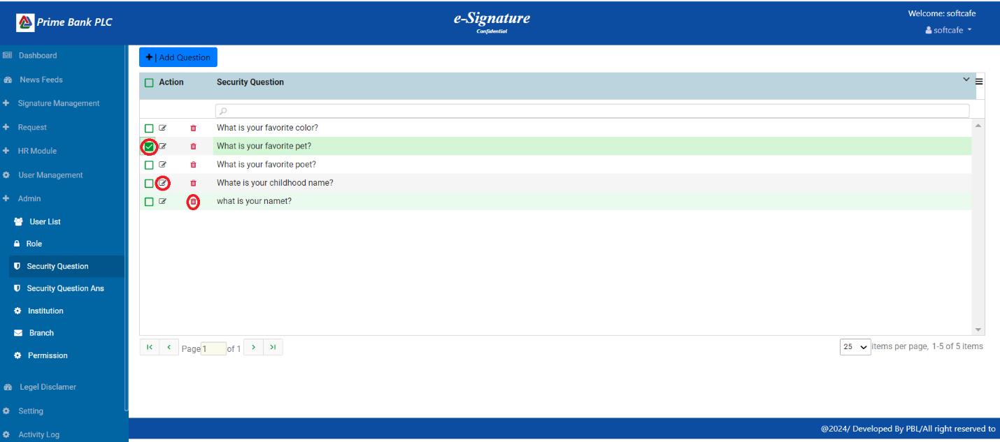 Prime Bank PLC
e-Signature
Confidential
Welcome: softcafe
softcafe
Dashboard
News Feeds
Signature Management
Request
HR Module
User Management
Admin
User List
Role
Security Question
Security Question Ans
Institution
Branch
Permission
Legel Disclamer
Setting
Activity Log
+ | Add Question
Action Security Question
What is your favorite color?
What is your favorite pet?
What is your favorite poet?
Whate is your childhood name?
what is your namet?
Page 1 of 1
25 items per page, 1-5 of 5 items
@2024/ Developed By PBL/All right reserved to